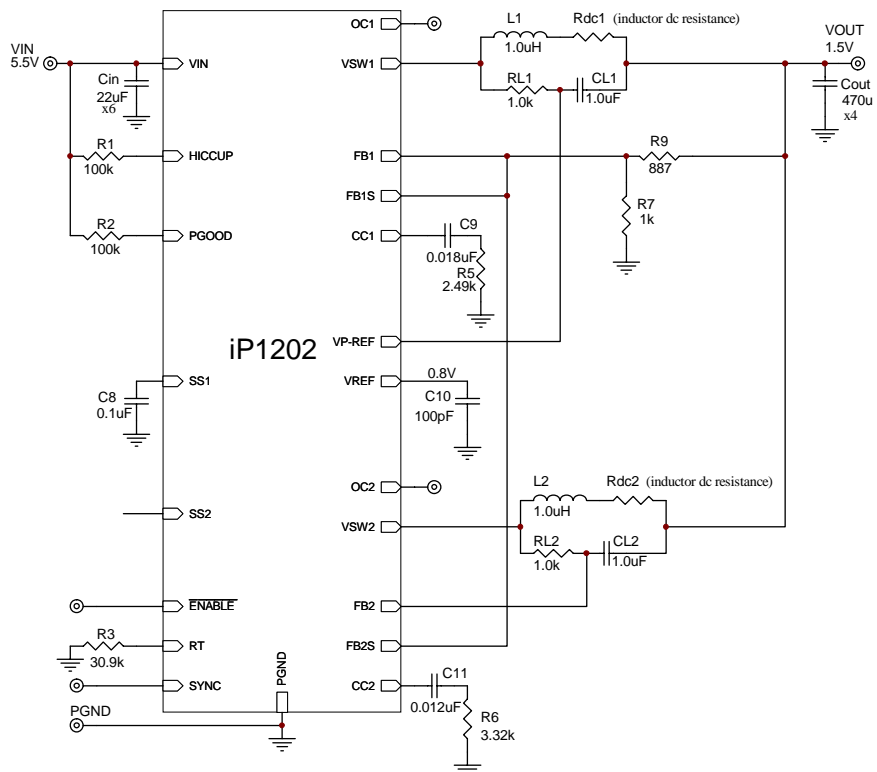 OC1
L1
Rdc1 (inductor dc resistance)
1.0uH
VIN
5.5V
VOUT
1.5V
VIN
VSW1
Cin
22uF
x6
RL1
1.0k
CL1
1.0uF
Cout
470u
x4
R1
100k
HICCUP
FB1
R9
887
FB1S
R7
1k
R2
100k
PGOOD
CC1
C9
0.018uF
R5
2.49k
VP-REF
iP1202
SS1
VREF
0.8V
C8
0.1uF
C10
100pF
OC2
L2
Rdc2 (inductor dc resistance)
1.0uH
SS2
VSW2
RL2
1.0k
CL2
1.0uF
ENABLE
FB2
R3
30.9k
RT
FB2S
SYNC
PGND
CC2
C11
0.012uF
PGND
R6
3.32k